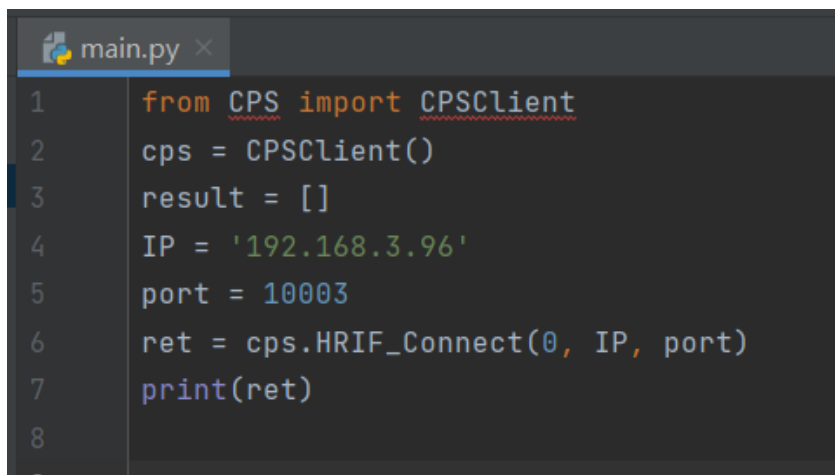 main.py
1 from CPS import CPSClient
2 cps = CPSClient()
3 result = []
4 IP = '192.168.3.96'
5 port = 10003
6 ret = cps.HRIF_Connect(0, IP, port)
7 print(ret)
8